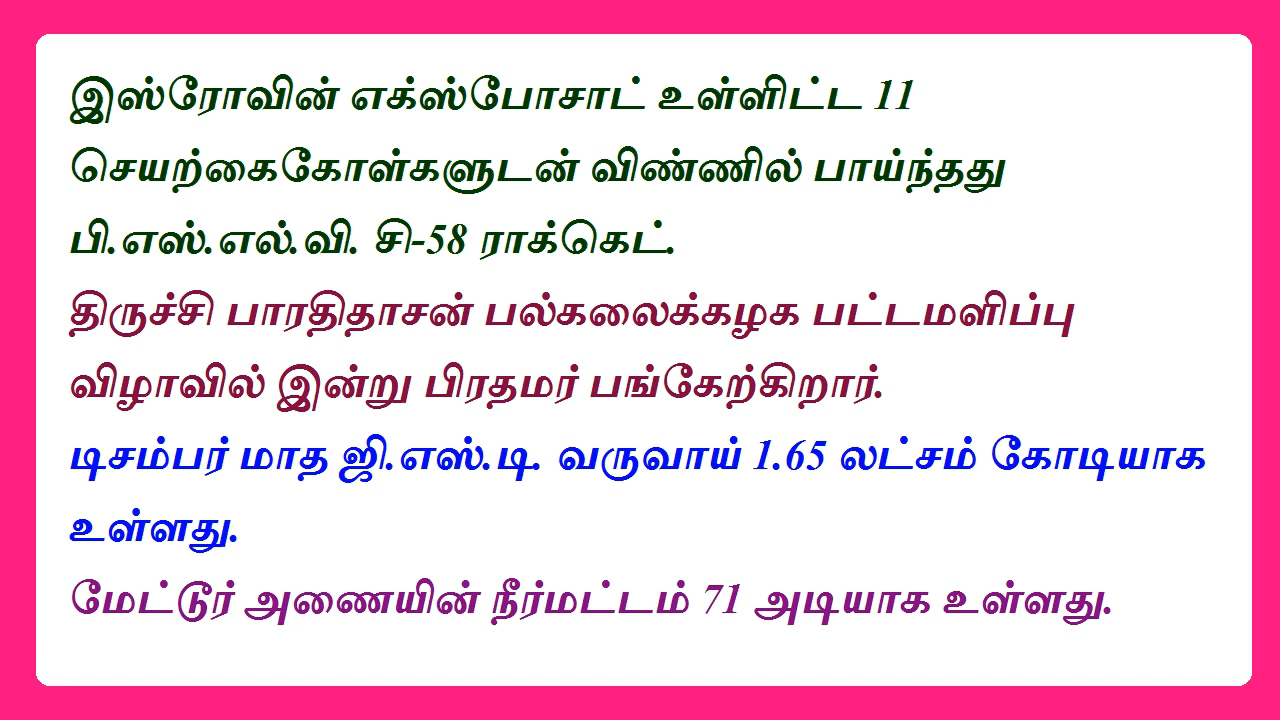 இஸ்ரோவின் எக்ஸ்போசாட் உள்ளிட்ட 11
செயற்கைகோள்களுடன் விண்ணில் பாய்ந்தது
பி.எஸ்.எல்.வி. சி-58 ராக்கெட்.
திருச்சி பாரதிதாசன் பல்கலைக்கழக பட்டமளிப்பு
விழாவில் இன்று பிரதமர் பங்கேற்கிறார்.
டிசம்பர் மாத ஜி.எஸ்.டி. வருவாய் 1.65 லட்சம் கோடியாக
உள்ளது.
மேட்டூர் அணையின் நீர்மட்டம் 71 அடியாக உள்ளது.